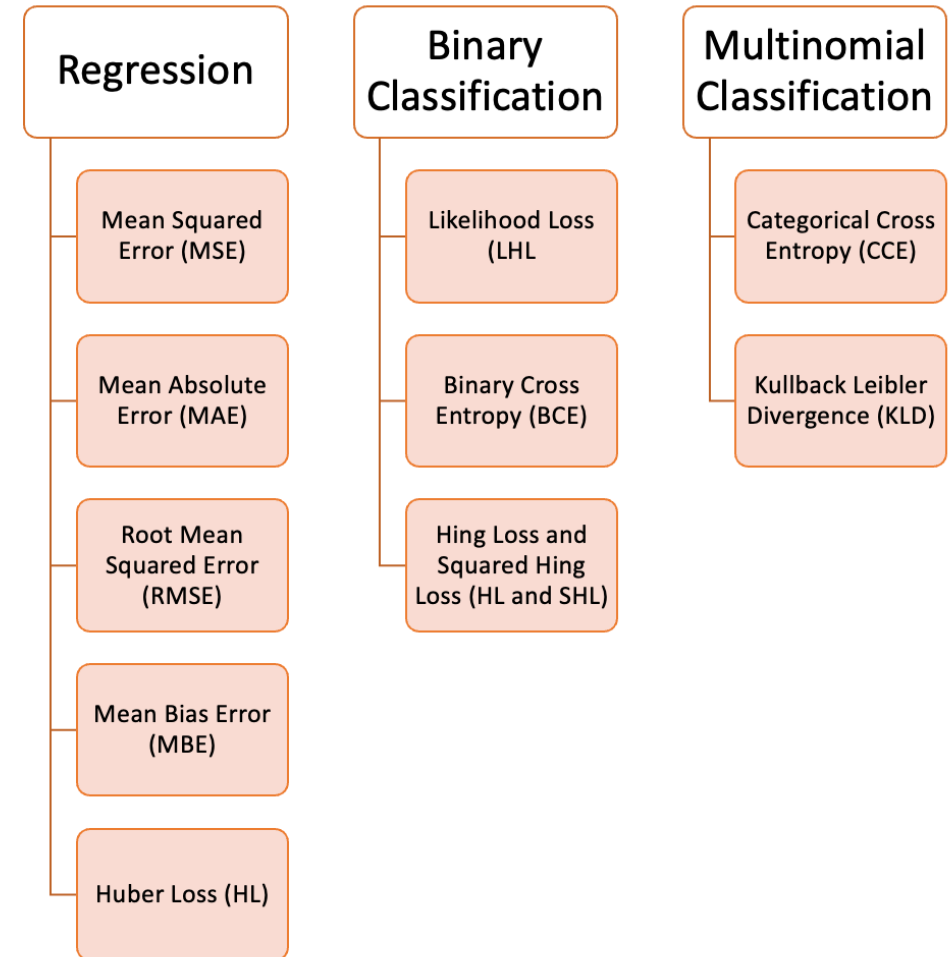 Regression
Mean Squared
Error (MSE)
Mean Absolute
Error (MAE)
Root Mean
Squared Error
(RMSE)
Mean Bias Error
(MBE)
Huber Loss (HL)
Binary
Classification
Likelihood Loss
(LHL
Binary Cross
Entropy (BCE)
Hing Loss and
Squared Hing
Loss (HL and SHL)
Multinomial
Classification
Categorical Cross
Entropy (CCE)
Kullback Leibler
Divergence (KLD)